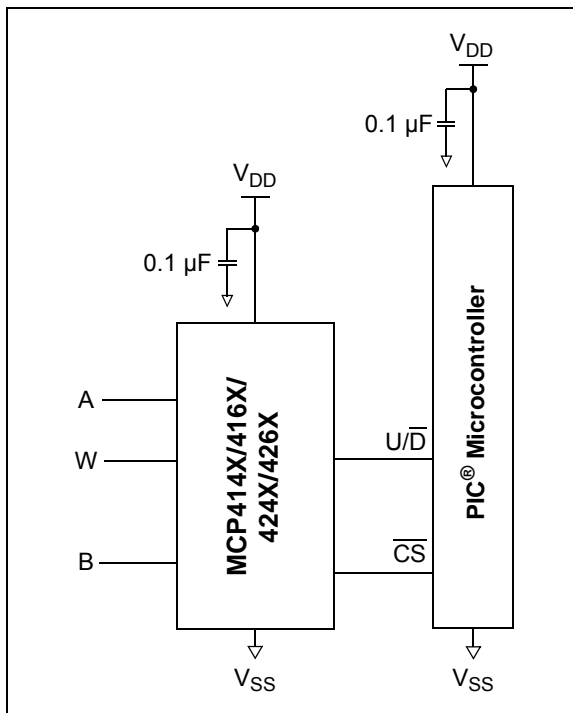 V_DD
0.1 µF
V_DD
0.1 µF
A
W
B
MCP414X/416X/
424X/426X
U/D̅
C̅S̅
PIC® Microcontroller
V_SS
V_SS